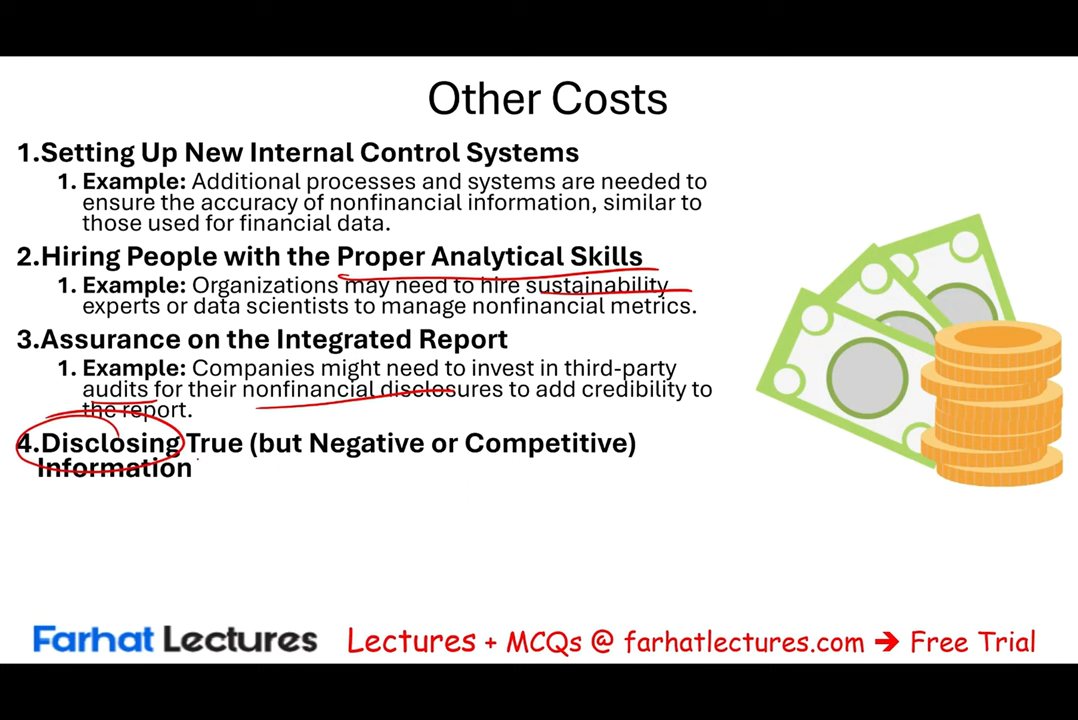 Other Costs
1.Setting Up New Internal Control Systems
1. Example: Additional processes and systems are needed to
ensure the accuracy of nonfinancial information, similar to
those used for financial data.
2.Hiring People with the Proper Analytical Skills
1. Example: Organizations may need to hire sustainability
experts or data scientists to manage nonfinancial metrics.
3.Assurance on the Integrated Report
1. Example: Companies might need to invest in third-party
audits for their nonfinancial disclosures to add credibility to
the report.
4.Disclosing True (but Negative or Competitive)
Information
Farhat Lectures Lectures + MCQs @ farhatlectures.com → Free Trial